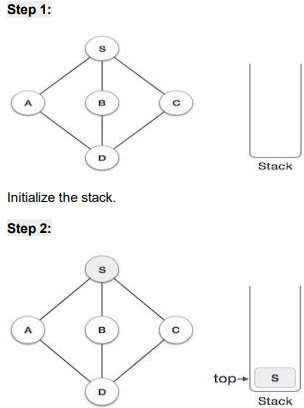 Step 1:
S
A B C
D
Stack
Initialize the stack.
Step 2:
S
A B C
top S
D
Stack